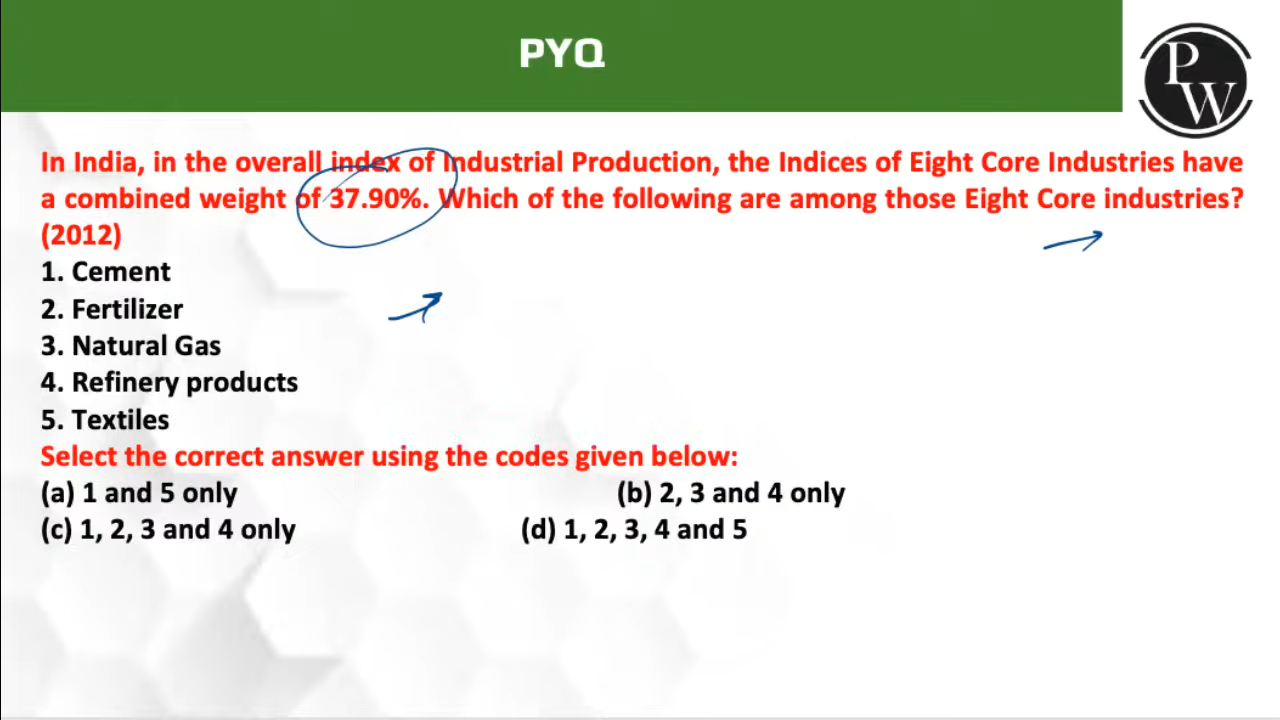 PYQ
P
W
In India, in the overall index of Industrial Production, the Indices of Eight Core Industries have
a combined weight of 37.90%. Which of the following are among those Eight Core industries?
(2012)
1. Cement
2. Fertilizer
3. Natural Gas
4. Refinery products
5. Textiles
Select the correct answer using the codes given below:
(a) 1 and 5 only (b) 2, 3 and 4 only
(c) 1, 2, 3 and 4 only (d) 1, 2, 3, 4 and 5